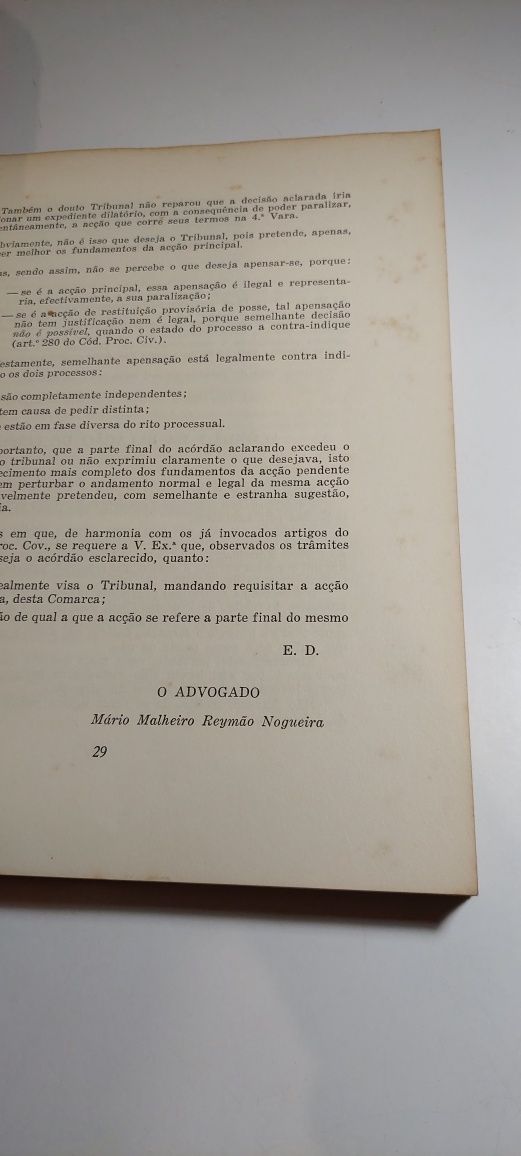 Também o douto Tribunal não reparou que a decisão aclarada iria
onar um expediente dilatório, com a consequência de poder paralizar,
entâneamente, a acção que corre seus termos na 4.ª Vara.
bviamente, não é isso que deseja o Tribunal, pois pretende, apenas,
er melhor os fundamentos da acção principal.
as, sendo assim, não se percebe o que deseja apensar-se, porque:
— se é a acção principal, essa apensação é ilegal e representa-
ria, efectivamente, a sua paralização;
— se é a acção de restituição provisória de posse, tal apensação
não tem justificação nem é legal, porque semelhante decisão
não é possível, quando o estado do processo a contra-indique
(art.º 280 do Cód. Proc. Civ.).
estamente, semelhante apensação está legalmente contra indi-
o os dois processos:
são completamente independentes;
tem causa de pedir distinta;
estão em fase diversa do rito processual.
portanto, que a parte final do acórdão aclarando excedeu o
o tribunal ou não exprimiu claramente o que desejava, isto
ecimento mais completo dos fundamentos da acção pendente
em perturbar o andamento normal e legal da mesma acção
velmente pretendeu, com semelhante e estranha sugestão,
ia.
s em que, de harmonia com os já invocados artigos do
roc. Cov., se requere a V. Ex.ª que, observados os trâmites
seja o acórdão esclarecido, quanto:
ealmente visa o Tribunal, mandando requisitar a acção
a, desta Comarca;
ão de qual a que a acção se refere a parte final do mesmo
E. D.
O ADVOGADO
Mário Malheiro Reymão Nogueira
29